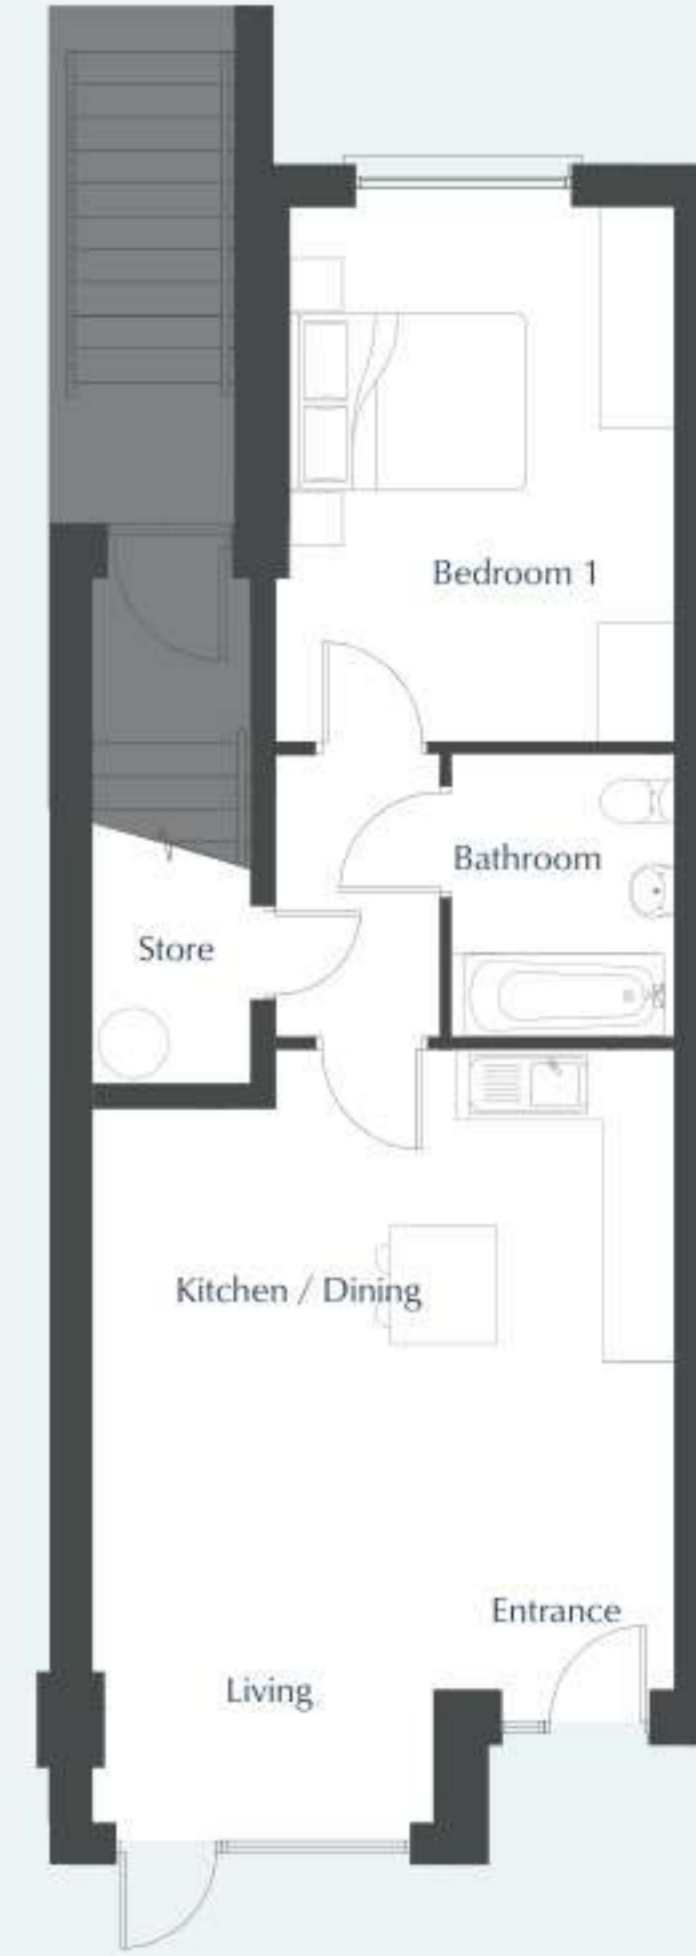 Bedroom 1
Bathroom
Store
Kitchen / Dining
Entrance
Living